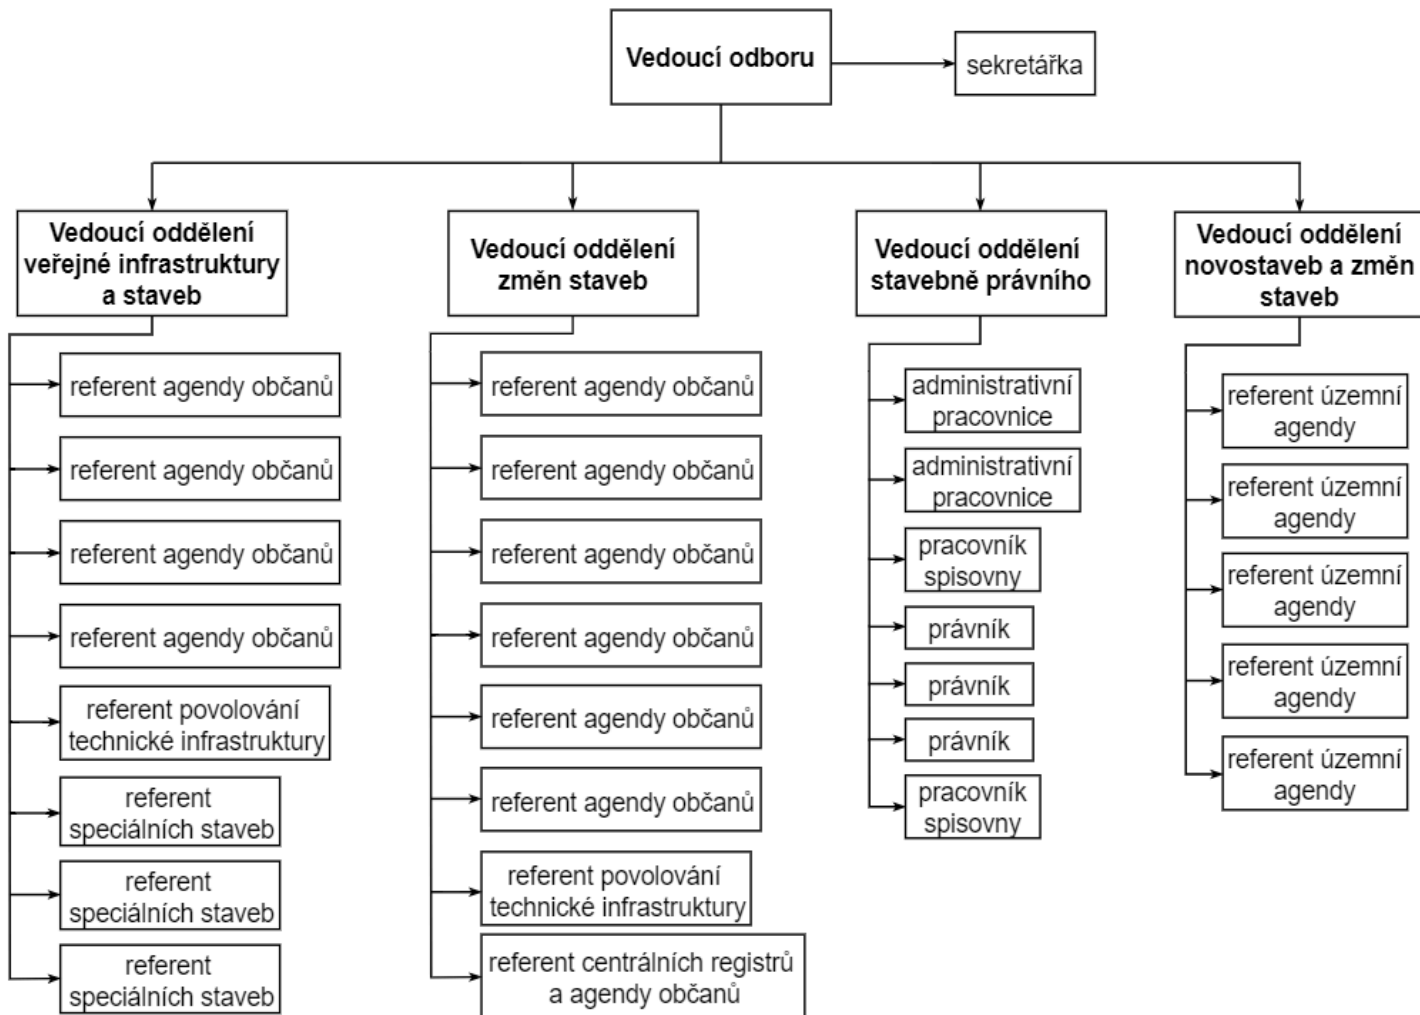 Vedoucí odboru
sekretářka
Vedoucí oddělení
veřejné infrastruktury
a staveb
referent agendy občanů
referent agendy občanů
referent agendy občanů
referent agendy občanů
referent povolování
technické infrastruktury
referent
speciálních staveb
referent
speciálních staveb
referent
speciálních staveb
Vedoucí oddělení
změn staveb
referent agendy občanů
referent agendy občanů
referent agendy občanů
referent agendy občanů
referent agendy občanů
referent agendy občanů
referent povolování
technické infrastruktury
referent centrálních registrů
a agendy občanů
Vedoucí oddělení
stavebně právního
administrativní
pracovnice
administrativní
pracovnice
pracovník
spisovny
právník
právník
právník
pracovník
spisovny
Vedoucí oddělení
novostaveb a změn
staveb
referent územní
agendy
referent územní
agendy
referent územní
agendy
referent územní
agendy
referent územní
agendy